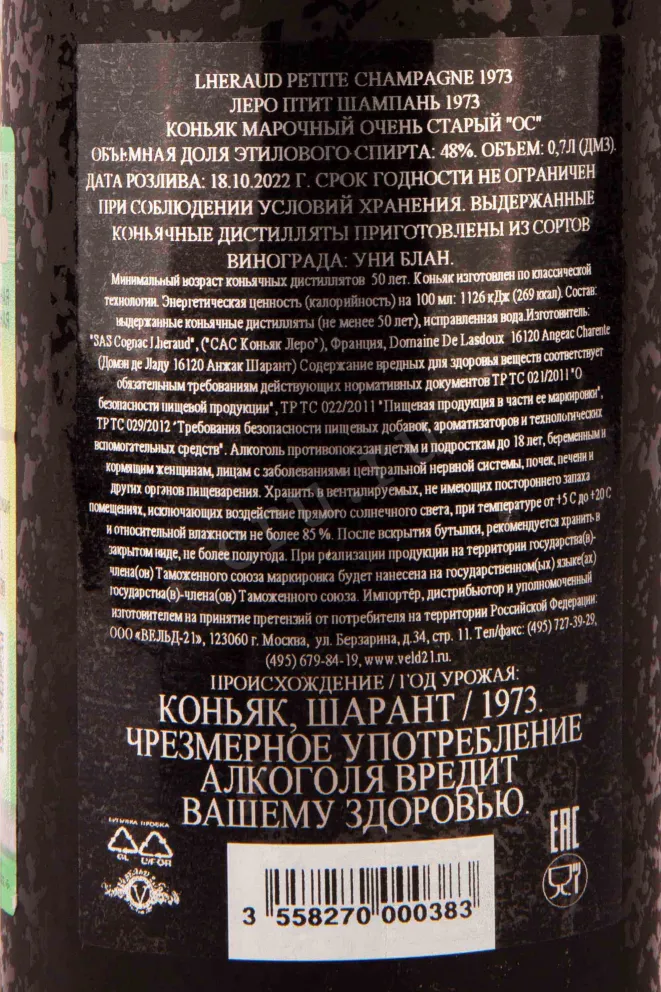 LHERAUD PETITE CHAMPAGNE 1973
ЛЕРО ПТИТ ШАМПАНЬ 1973
КОНЬЯК МАРОЧНЫЙ ОЧЕНЬ СТАРЫЙ "ОС"
ОБЪЕМНАЯ ДОЛЯ ЭТИЛОВОГО СПИРТА: 48%. ОБЪЕМ: 0,7Л (ДМ3).
ДАТА РОЗЛИВА: 18.10.2022 Г. СРОК ГОДНОСТИ НЕ ОГРАНИЧЕН
ПРИ СОБЛЮДЕНИИ УСЛОВИЙ ХРАНЕНИЯ. ВЫДЕРЖАННЫЕ
КОНЬЯЧНЫЕ ДИСТИЛЛЯТЫ ПРИГОТОВЛЕНЫ ИЗ СОРТОВ
ВИНОГРАДА: УНИ БЛАН.
Минимальный возраст коньячных дистиллятов 50 лет. Коньяк изготовлен по классической
технологии. Энергетическая ценность (калорийность) на 100 мл: 1126 кДж (269 ккал). Состав:
выдержанные коньячные дистилляты (не менее 50 лет), исправленная вода.Изготовитель:
"SAS Cognac Lheraud", ("САС Коньяк Леро"), Франция, Domaine De Lasdoux 16120 Angeac Charente
(Домэн де Ладу 16120 Анжак Шарант) Содержание вредных для здоровья веществ соответствует
обязательным требованиям действующих нормативных документов ТР ТС 021/2011 "О
безопасности пищевой продукции", ТР ТС 022/2011 "Пищевая продукция в части ее маркировки",
ТР ТС 029/2012 "Требования безопасности пищевых добавок, ароматизаторов и технологических
вспомогательных средств". Алкоголь противопоказан детям и подросткам до 18 лет, беременным и
кормящим женщинам, лицам с заболеваниями центральной нервной системы, почек, печени и
других органов пищеварения. Хранить в вентилируемых, не имеющих постороннего запаха
помещениях, исключающих воздействие прямого солнечного света, при температуре от +5 С до +20 С
и относительной влажности не более 85 %. После вскрытия бутылки, рекомендуется хранить в
закрытом виде, не более полугода. При реализации продукции на территории государства(в)-
члена(ов) Таможенного союза маркировка будет нанесена на государственном(ых) языке(ах)
государства(в)-члена(ов) Таможенного союза. Импортёр, дистрибьютор и уполномоченный
изготовителем на принятие претензий от потребителя на территории Российской Федерации:
ООО «ВЕЛЬД-21», 123060 г. Москва, ул. Берзарина, д.34, стр. 11. Тел/факс: (495) 727-39-29,
(495) 679-84-19, www.veld21.ru.
ПРОИСХОЖДЕНИЕ / ГОД УРОЖАЯ:
КОНЬЯК, ШАРАНТ / 1973.
ЧРЕЗМЕРНОЕ УПОТРЕБЛЕНИЕ
АЛКОГОЛЯ ВРЕДИТ
ВАШЕМУ ЗДОРОВЬЮ.
БУТЫЛКА ПРОБКА
GL C/FOR
V
EAC
3 558270 000383